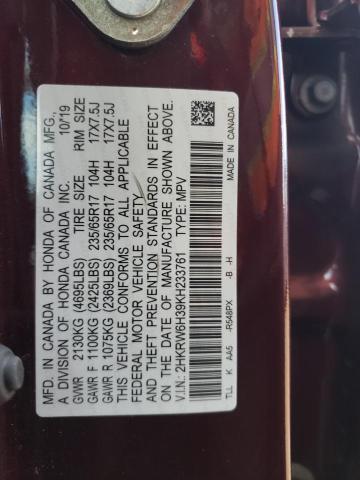 MFD. IN CANADA BY HONDA OF CANADA MFG.,
A DIVISION OF HONDA CANADA INC. 10/19
GVWR 2130KG (4695LBS) TIRE SIZE RIM SIZE
GAWR F 1100KG (2425LBS) 235/65R17 104H 17X7.5J
GAWR R 1075KG (2369LBS) 235/65R17 104H 17X7.5J
THIS VEHICLE CONFORMS TO ALL APPLICABLE
FEDERAL MOTOR VEHICLE SAFETY
AND THEFT PREVENTION STANDARDS IN EFFECT
ON THE DATE OF MANUFACTURE SHOWN ABOVE.
V.I.N.: 2HKRW6H39KH233761 TYPE: MPV
TLL K AA5 -R548PX -B -H MADE IN CANADA